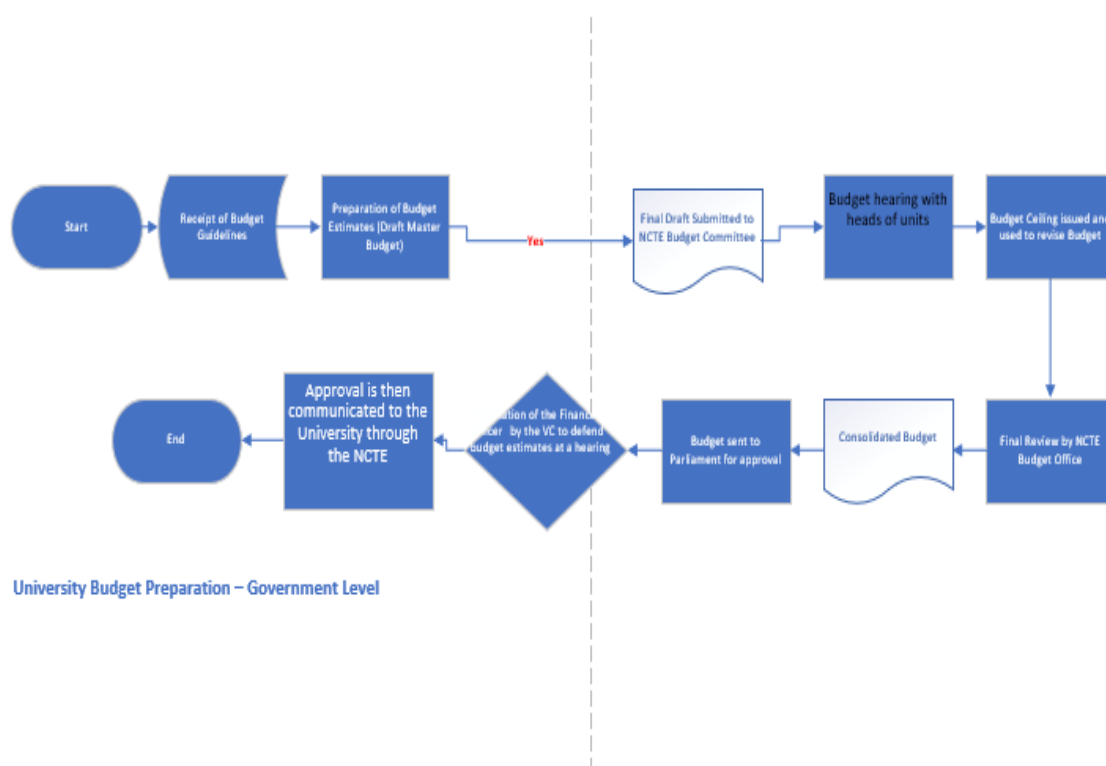 Start
Receipt of Budget
Guidelines
Preparation of Budget
Estimates (Draft Master
Budget)
Yes
Final Draft Submitted to
NCTE Budget Committee
Budget hearing with
heads of units
Budget Ceiling issued and
used to revise Budget
End
Approval is then
communicated to the
University through
the NCTE
of the
by the VC to defend
budget estimates at a hearing
Budget sent to
Parliament for approval
Consolidated Budget
Final Review by NCTE
Budget Office
University Budget Preparation – Government Level